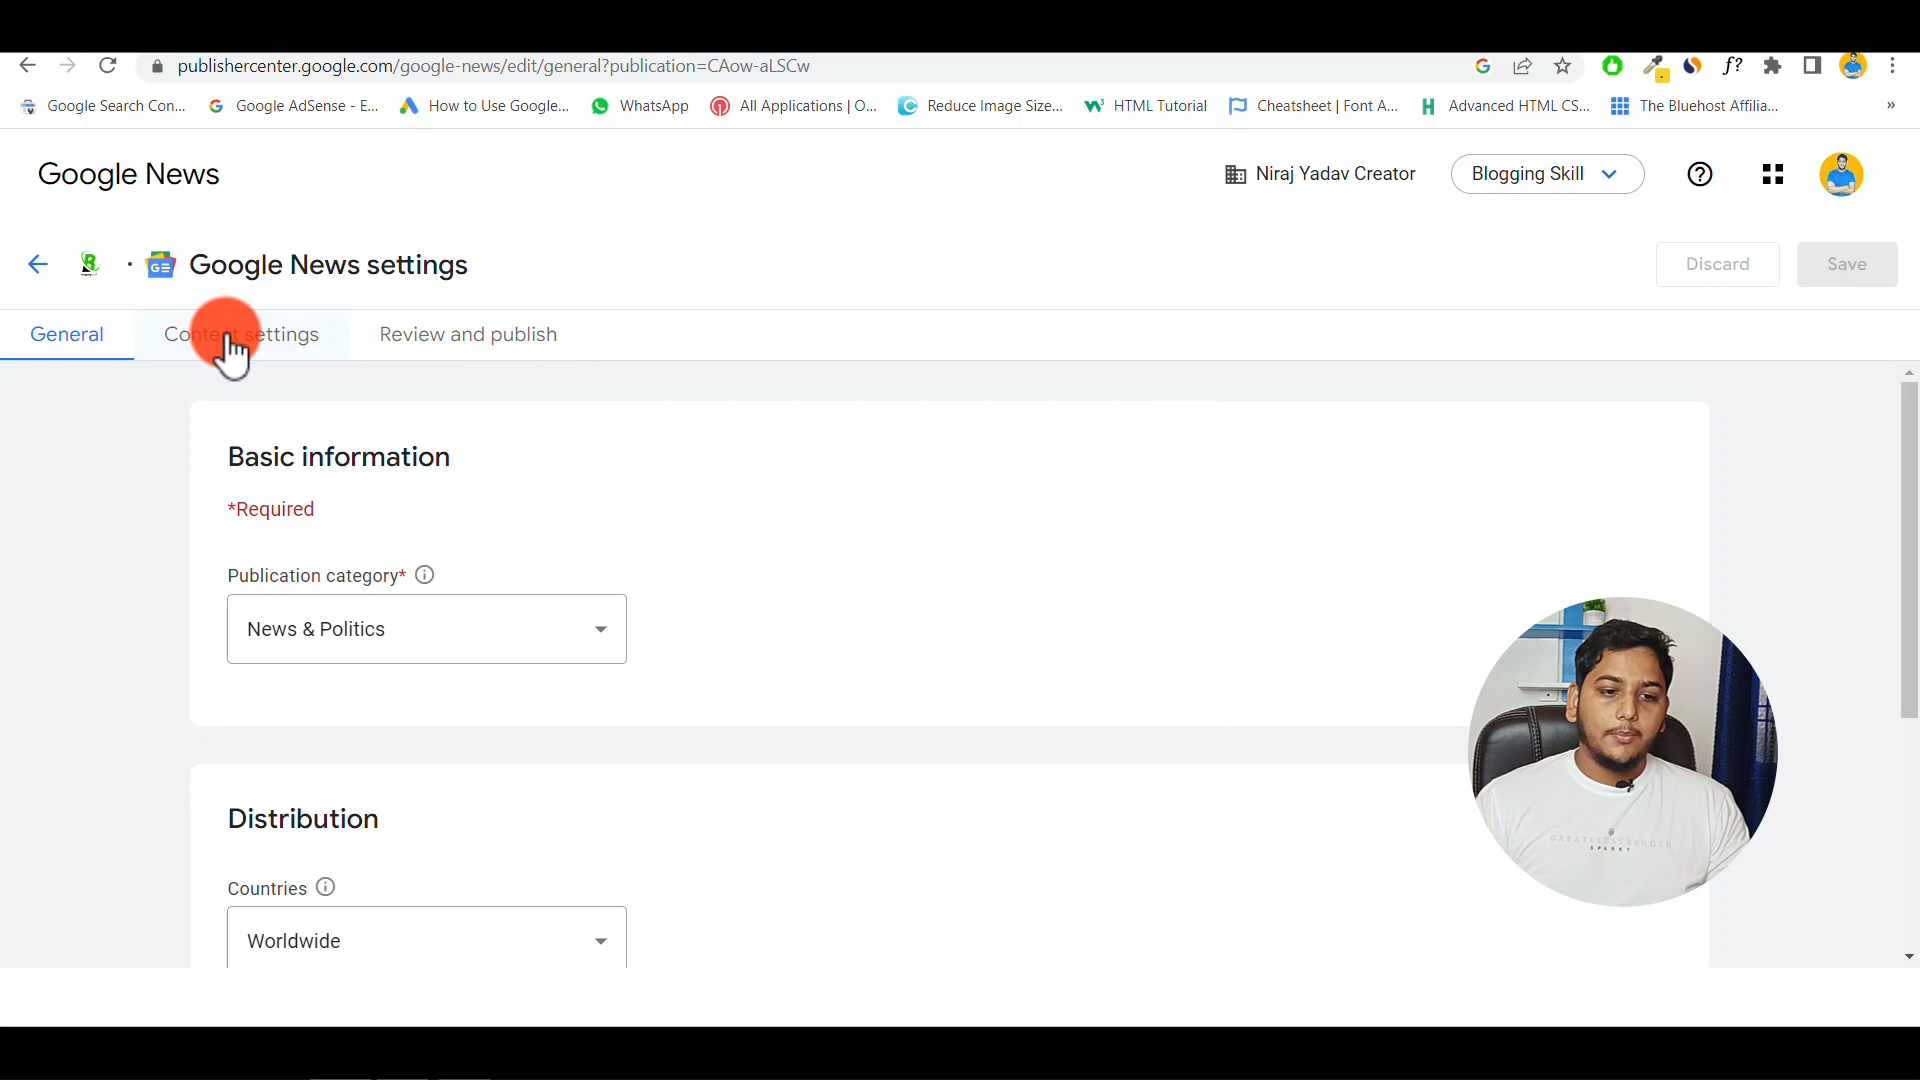 publishercenter.google.com/google-news/edit/general?publication=CAow-aLSCw
f?
Google Search Con...
Google AdSense - E...
How to Use Google...
WhatsApp
All Applications | O...
Reduce Image Size...
HTML Tutorial
Cheatsheet | Font A...
Advanced HTML CS...
The Bluehost Affilia...
»
Google News
Niraj Yadav Creator
Blogging Skill
Google News settings
Discard
Save
General
Content settings
Review and publish
Basic information
*Required
Publication category*
News & Politics
Distribution
Countries
Worldwide
SPARKY